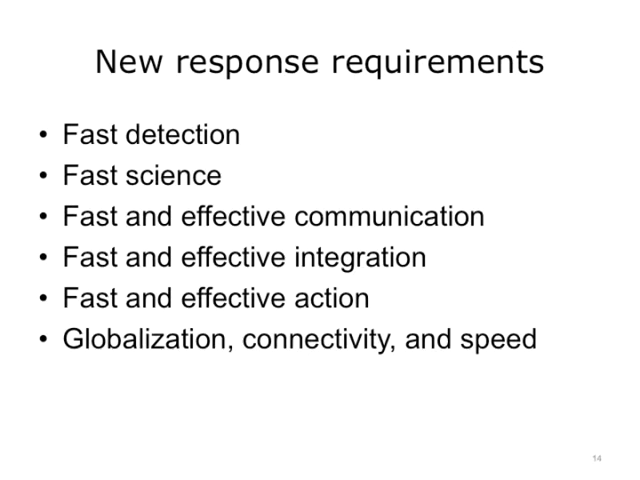 New response requirements
• Fast detection
• Fast science
• Fast and effective communication
• Fast and effective integration
• Fast and effective action
• Globalization, connectivity, and speed
14